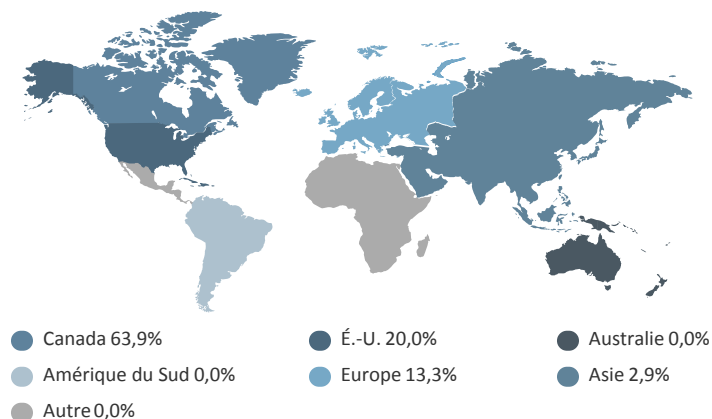 Canada 63,9%
É.-U. 20,0%
Australie 0,0%
Amérique du Sud 0,0%
Europe 13,3%
Asie 2,9%
Autre 0,0%